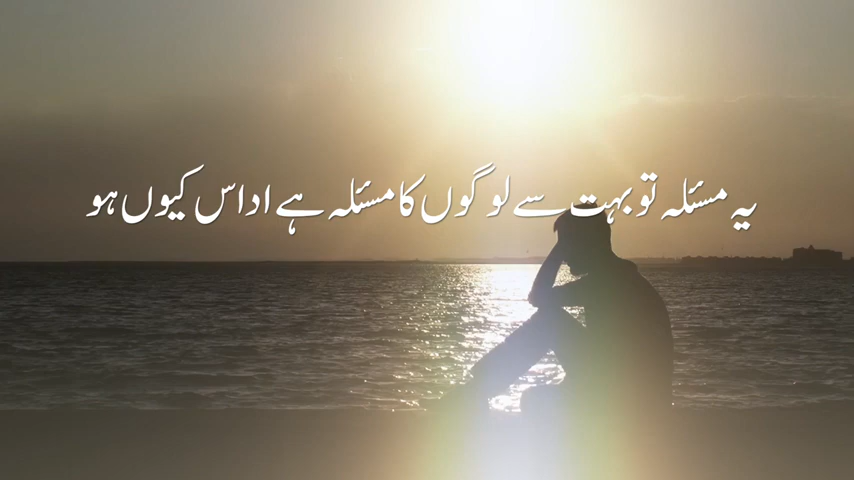 یہ مسئلہ تو بہت سے لوگوں کا مسئلہ ہے اداس کیوں ہو